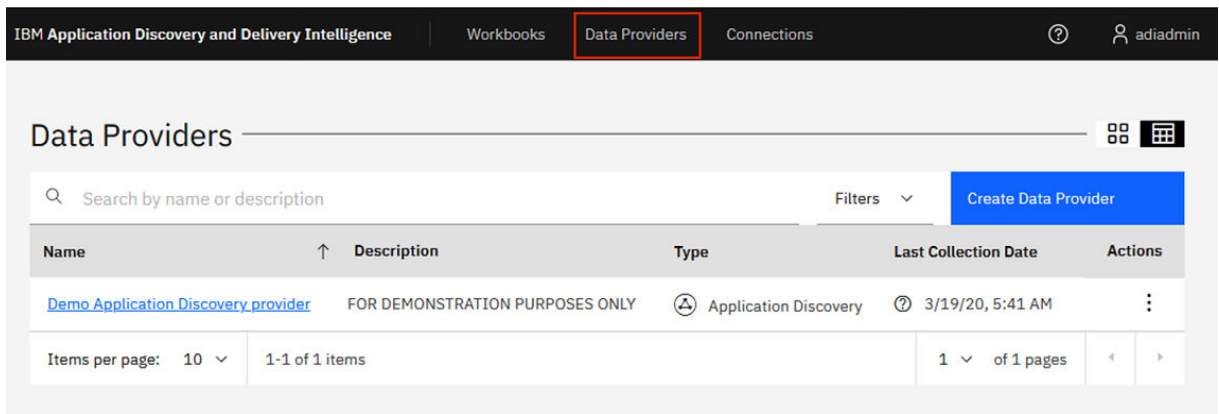 IBM Application Discovery and Delivery Intelligence Workbooks Data Providers Connections adiadmin
Data Providers
Search by name or description Filters Create Data Provider
Name Description Type Last Collection Date Actions
Demo Application Discovery provider FOR DEMONSTRATION PURPOSES ONLY Application Discovery 3/19/20, 5:41 AM
Items per page: 10 1-1 of 1 items 1 of 1 pages